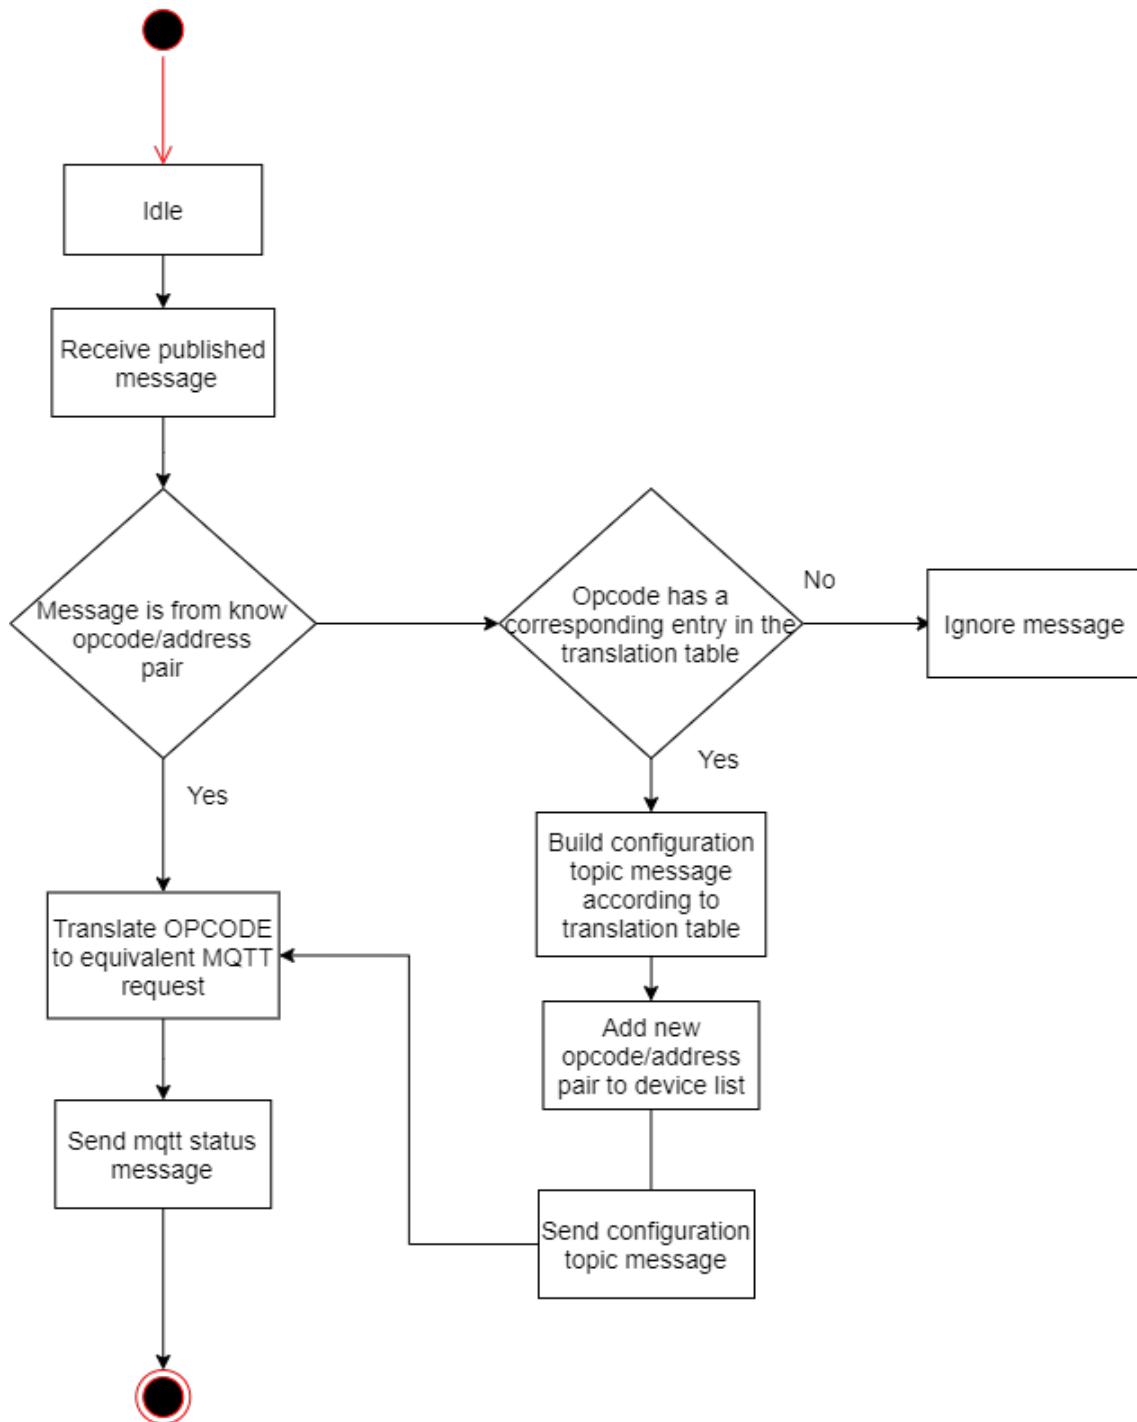 Idle
Receive published
message
Message is from know
opcode/address
pair
Opcode has a
corresponding entry in the
translation table
No
Ignore message
Yes
Yes
Build configuration
topic message
according to
translation table
Translate OPCODE
to equivalent MQTT
request
Add new
opcode/address
pair to device list
Send mqtt status
message
Send configuration
topic message